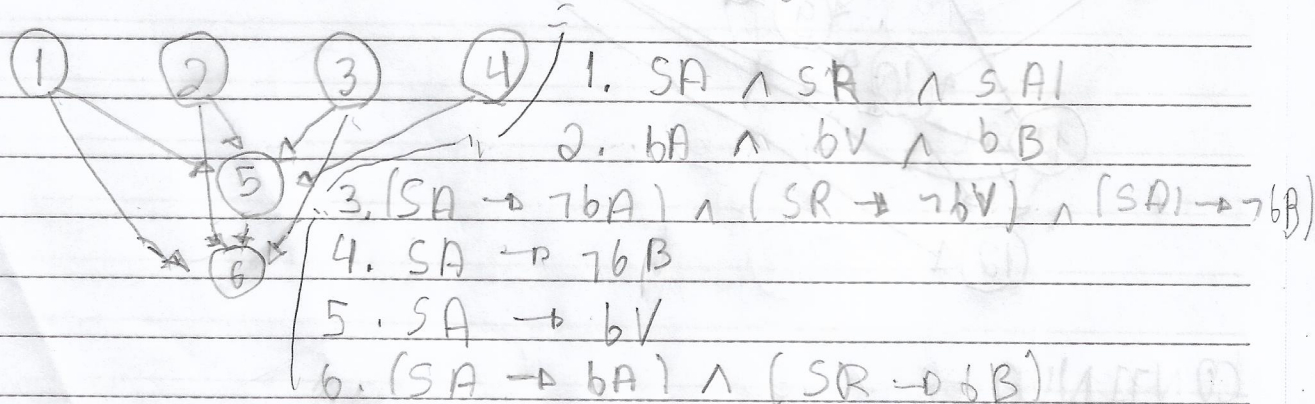 1 2 3 4 1. SA ∧ SR ∧ SAl
2. bA ∧ bV ∧ bB
5 3. (SA → ¬bA) ∧ (SR → ¬bV) ∧ (SAl → ¬bB)
6 4. SA → ¬bB
5. SA → bV
6. (SA → bA) ∧ (SR → bB)